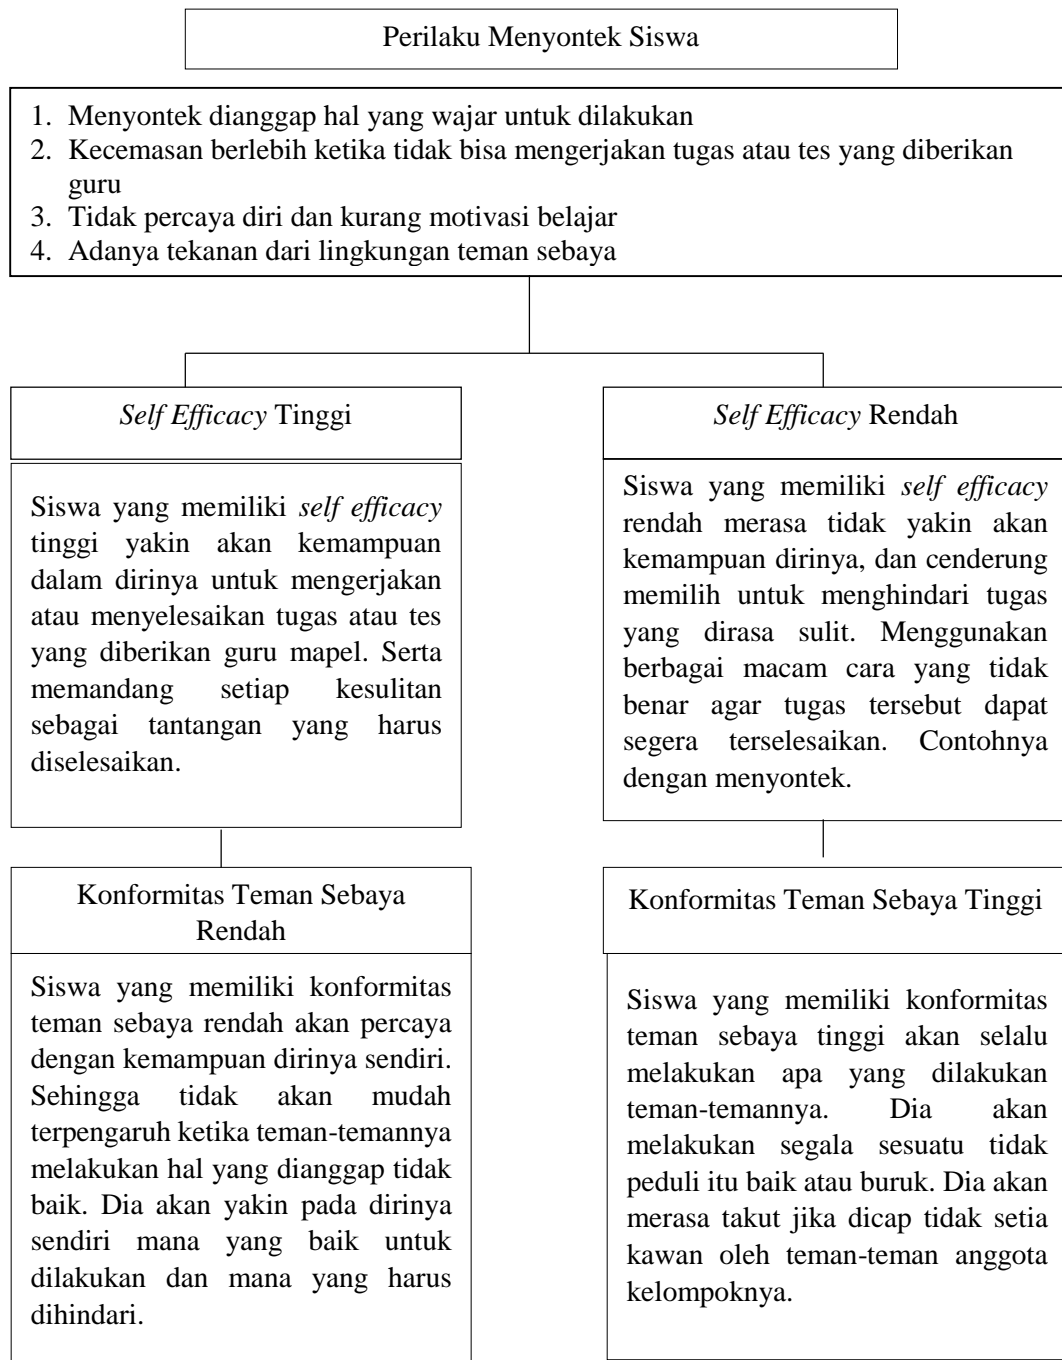 Perilaku Menyontek Siswa
1. Menyontek dianggap hal yang wajar untuk dilakukan
2. Kecemasan berlebih ketika tidak bisa mengerjakan tugas atau tes yang diberikan
guru
3. Tidak percaya diri dan kurang motivasi belajar
4. Adanya tekanan dari lingkungan teman sebaya
Self Efficacy Tinggi
Siswa yang memiliki self efficacy
tinggi yakin akan kemampuan
dalam dirinya untuk mengerjakan
atau menyelesaikan tugas atau tes
yang diberikan guru mapel. Serta
memandang setiap kesulitan
sebagai tantangan yang harus
diselesaikan.
Self Efficacy Rendah
Siswa yang memiliki self efficacy
rendah merasa tidak yakin akan
kemampuan dirinya, dan cenderung
memilih untuk menghindari tugas
yang dirasa sulit. Menggunakan
berbagai macam cara yang tidak
benar agar tugas tersebut dapat
segera terselesaikan. Contohnya
dengan menyontek.
Konformitas Teman Sebaya
Rendah
Siswa yang memiliki konformitas
teman sebaya rendah akan percaya
dengan kemampuan dirinya sendiri.
Sehingga tidak akan mudah
terpengaruh ketika teman-temannya
melakukan hal yang dianggap tidak
baik. Dia akan yakin pada dirinya
sendiri mana yang baik untuk
dilakukan dan mana yang harus
dihindari.
Konformitas Teman Sebaya Tinggi
Siswa yang memiliki konformitas
teman sebaya tinggi akan selalu
melakukan apa yang dilakukan
teman-temannya. Dia akan
melakukan segala sesuatu tidak
peduli itu baik atau buruk. Dia akan
merasa takut jika dicap tidak setia
kawan oleh teman-teman anggota
kelompoknya.